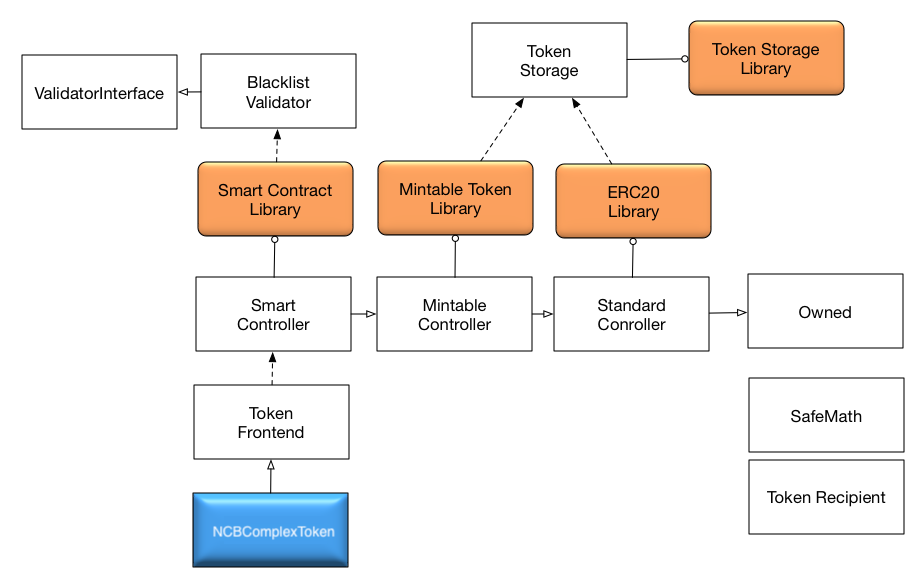 Token
Storage
Token Storage
Library
ValidatorInterface
Blacklist
Validator
Smart Contract
Library
Mintable Token
Library
ERC20
Library
Smart
Controller
Mintable
Controller
Standard
Conroller
Owned
Token
Frontend
SafeMath
Token Recipient
NCBComplexToken